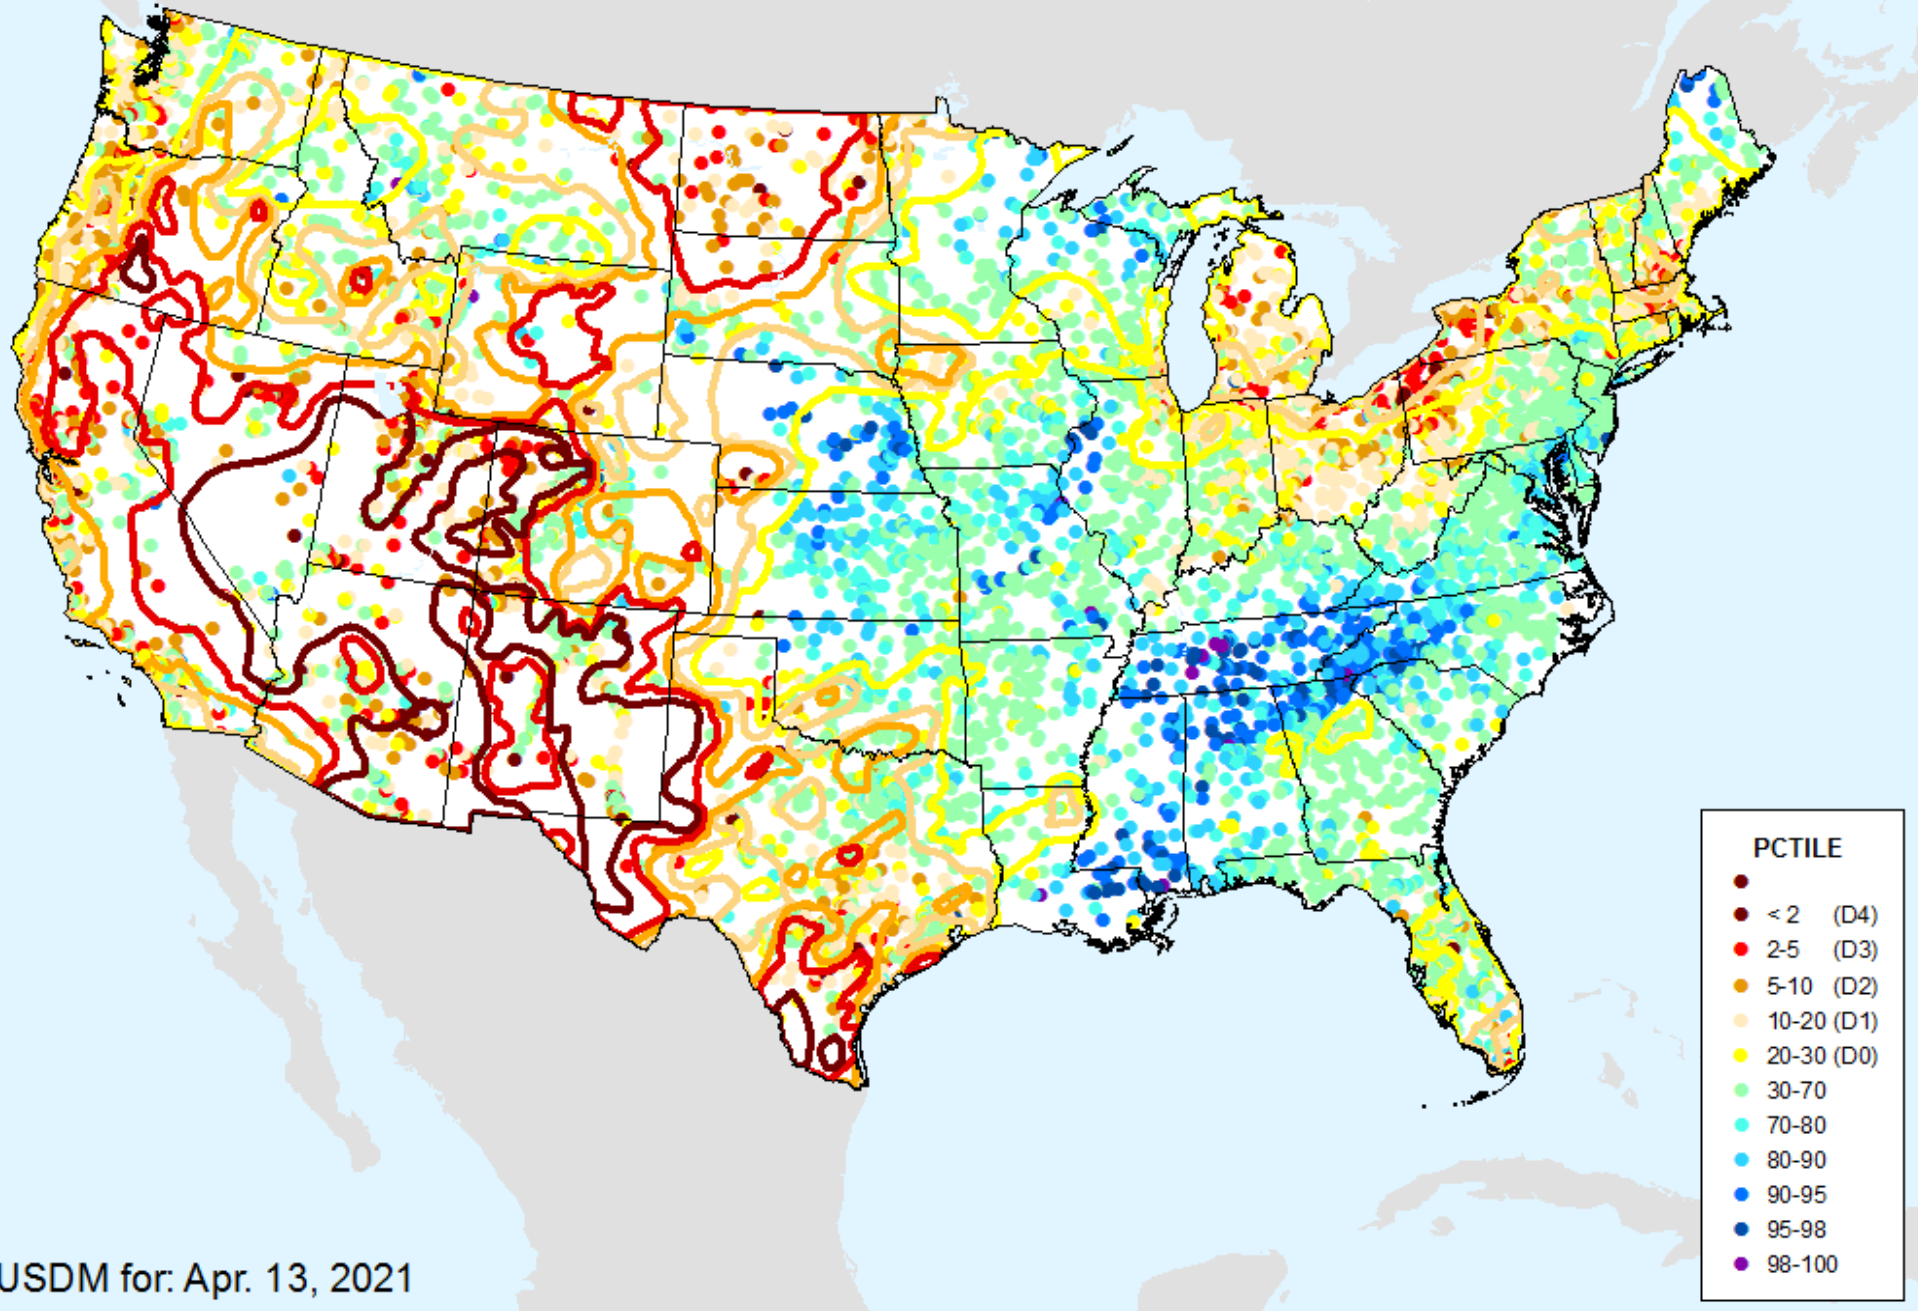 PCTILE
< 2 (D4)
2-5 (D3)
5-10 (D2)
10-20 (D1)
20-30 (D0)
30-70
70-80
80-90
90-95
95-98
98-100
USDM for: Apr. 13, 2021